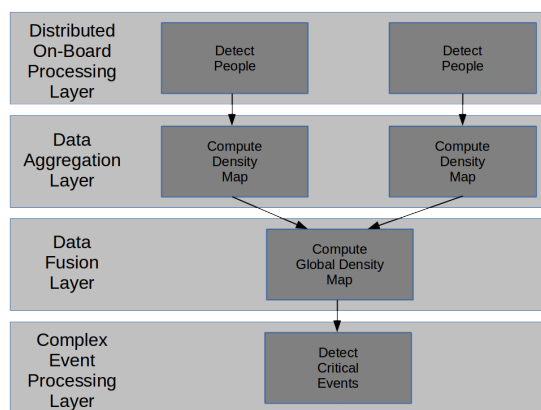 Distributed
On-Board
Processing
Layer
Detect
People
Detect
People
Data
Aggregation
Layer
Compute
Density
Map
Compute
Density
Map
Data
Fusion
Layer
Compute
Global Density
Map
Complex
Event
Processing
Layer
Detect
Critical
Events